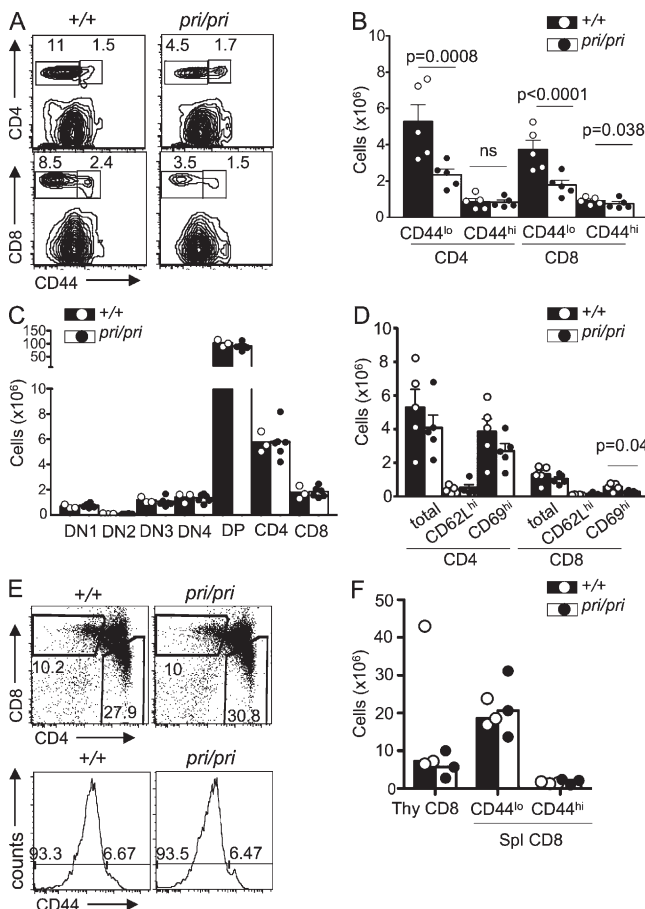 A
+/+
pri/pri
11
1.5
4.5
1.7
CD4
8.5
2.4
3.5
1.5
CD8
CD44
B
+/+
pri/pri
Cells (x10⁶)
10
8
6
4
2
0
p=0.0008
p<0.0001
p=0.038
ns
CD44lo CD44hi CD44lo CD44hi
CD4 CD8
C
+/+
pri/pri
Cells (x10⁶)
150
100
50
10
8
6
4
2
0
DN1 DN2 DN3 DN4 DP CD4 CD8
D
+/+
pri/pri
Cells (x10⁶)
10
8
6
4
2
0
p=0.04
total CD62Lhi CD69hi total CD62Lhi CD69hi
CD4 CD8
E
+/+
pri/pri
10.2
27.9
10
30.8
CD8
CD4
+/+
pri/pri
93.3
6.67
93.5
6.47
counts
CD44
F
+/+
pri/pri
Cells (x10⁶)
50
40
30
20
10
0
Thy CD8 CD44lo CD44hi
Spl CD8